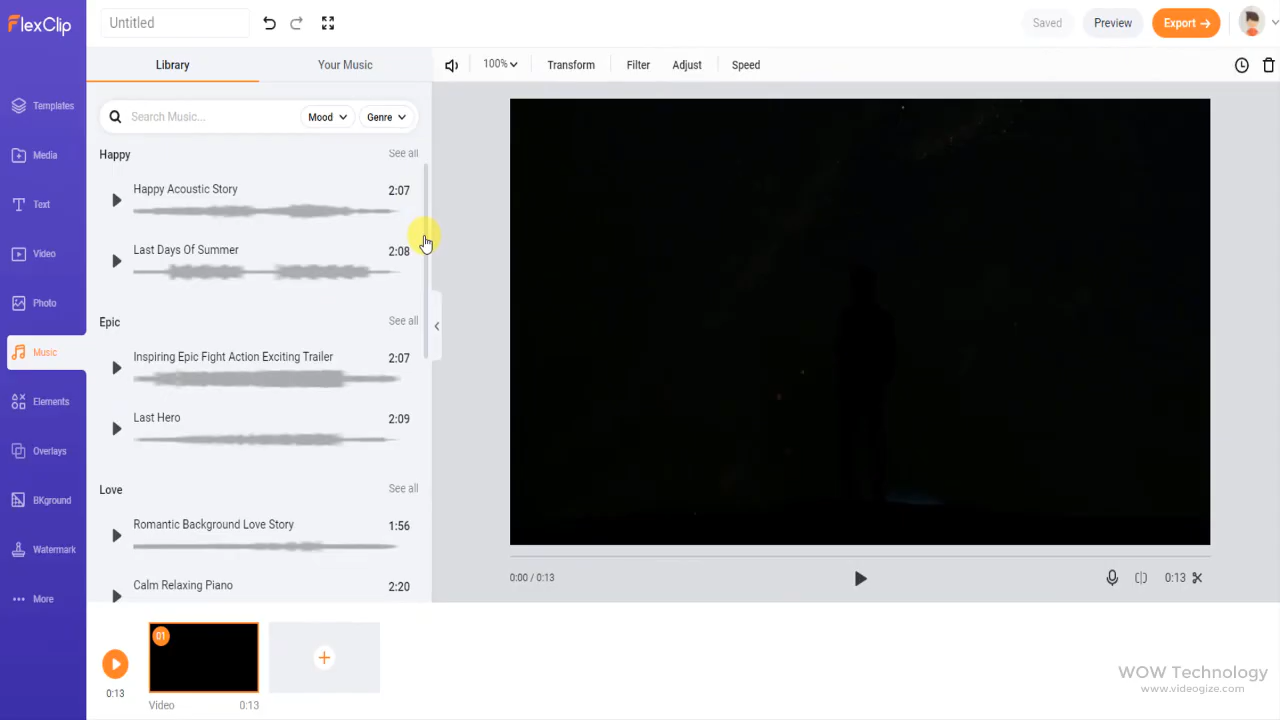 FlexClip
Untitled
Saved
Preview
Export
Library
Your Music
100%
Transform
Filter
Adjust
Speed
Templates
Media
Text
Video
Photo
Music
Elements
Overlays
BKground
Watermark
More
Search Music...
Mood
Genre
Happy
See all
Happy Acoustic Story
2:07
Last Days Of Summer
2:08
Epic
See all
Inspiring Epic Fight Action Exciting Trailer
2:07
Last Hero
2:09
Love
See all
Romantic Background Love Story
1:56
Calm Relaxing Piano
2:20
0:00 / 0:13
0:13
01
0:13
Video
0:13
WOW Technology
www.videogize.com